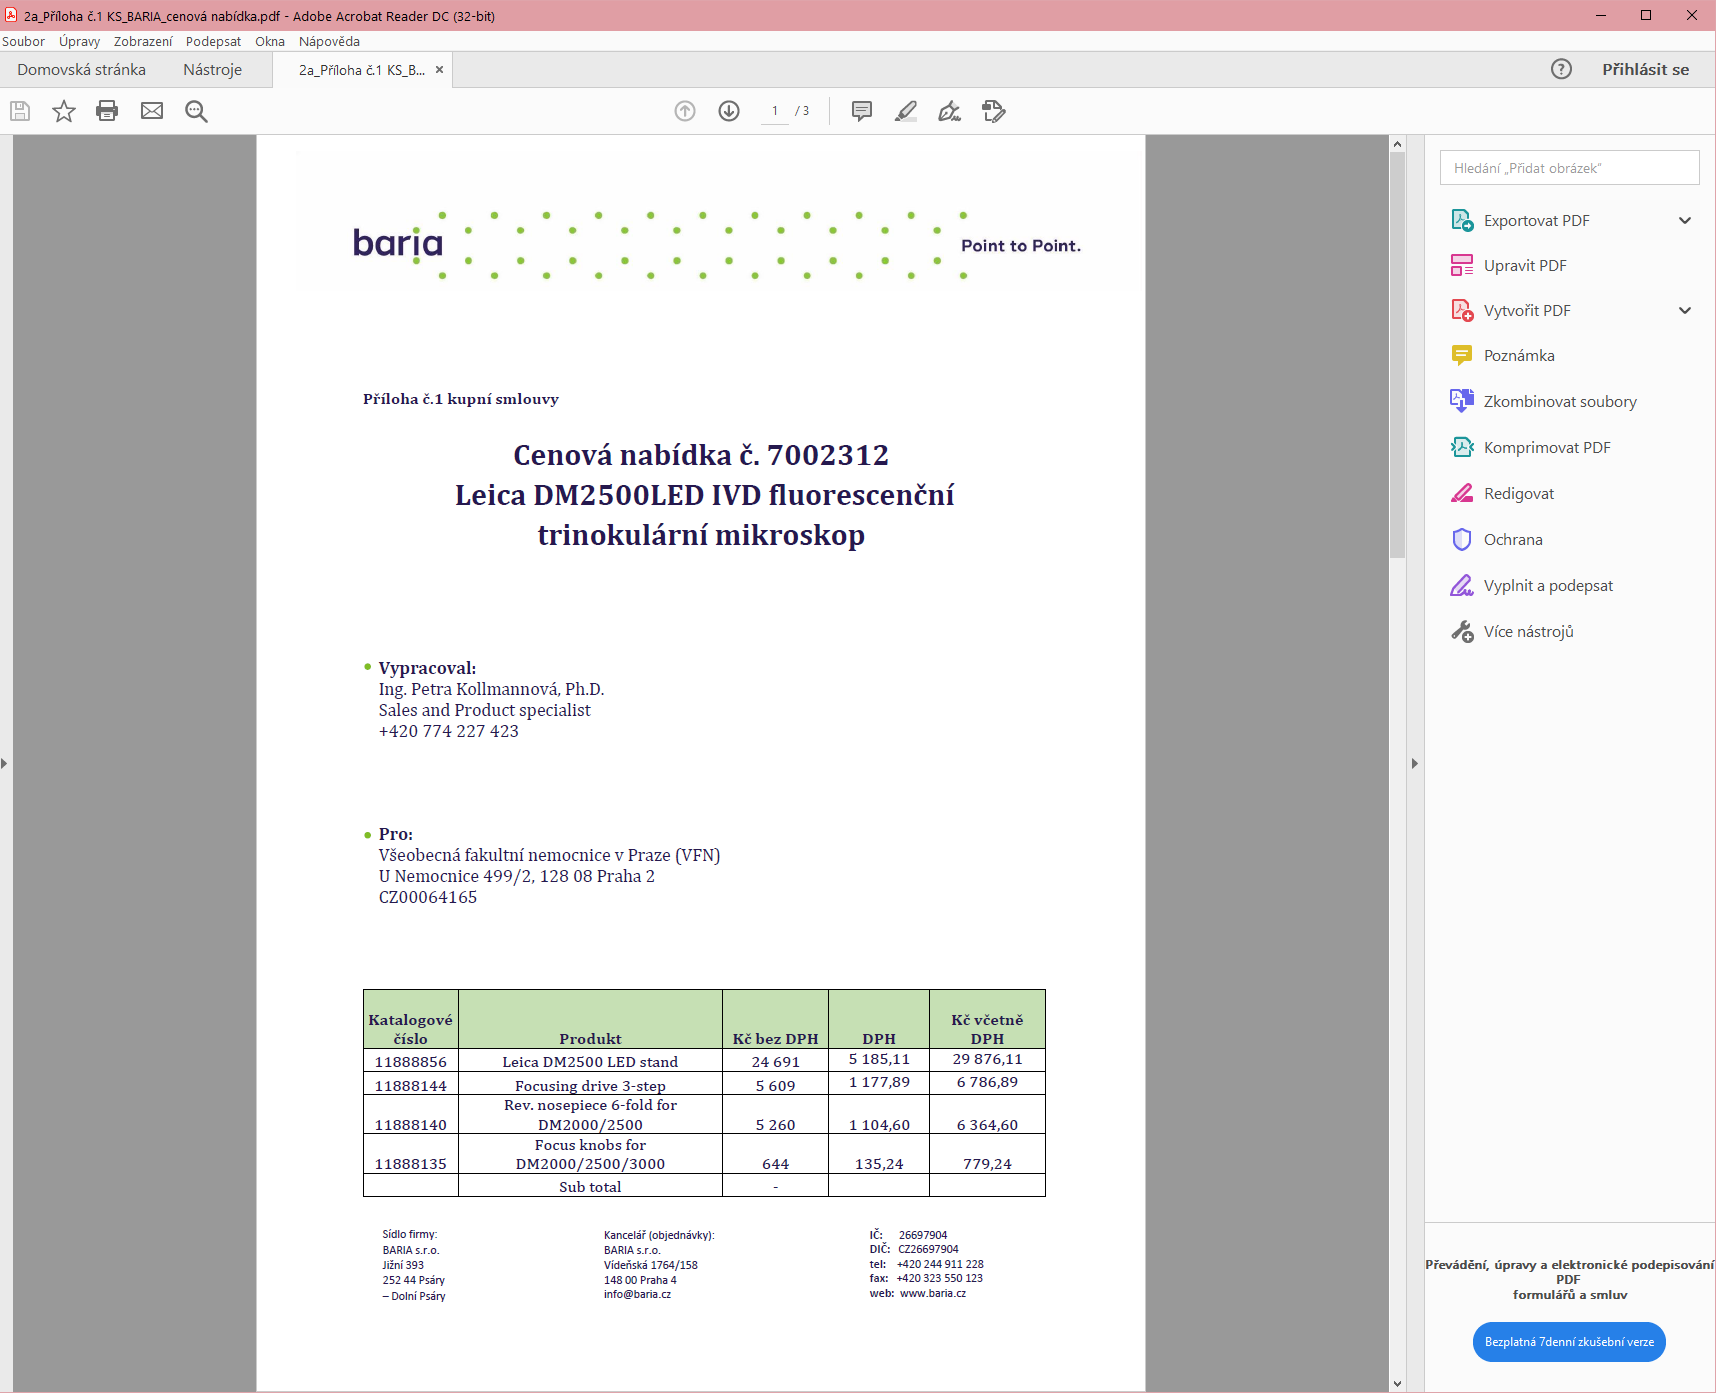 2a_Příloha č.1 KS_BARIA_cenová nabídka.pdf - Adobe Acrobat Reader DC (32-bit)
Soubor Úpravy Zobrazení Podepsat Okna Nápověda
Domovská stránka Nástroje 2a_Příloha č.1 KS_B... × ? Přihlásit se
1 / 3
Hledání „Přidat obrázek“
Exportovat PDF
Upravit PDF
Vytvořit PDF
Poznámka
Zkombinovat soubory
Komprimovat PDF
Redigovat
Ochrana
Vyplnit a podepsat
Více nástrojů
baria Point to Point.
Příloha č.1 kupní smlouvy
Cenová nabídka č. 7002312
Leica DM2500LED IVD fluorescenční
trinokulární mikroskop
• Vypracoval:
Ing. Petra Kollmannová, Ph.D.
Sales and Product specialist
+420 774 227 423
• Pro:
Všeobecná fakultní nemocnice v Praze (VFN)
U Nemocnice 499/2, 128 08 Praha 2
CZ00064165
Katalogové číslo Produkt Kč bez DPH DPH Kč včetně DPH
11888856 Leica DM2500 LED stand 24 691 5 185,11 29 876,11
11888144 Focusing drive 3-step 5 609 1 177,89 6 786,89
11888140 Rev. nosepiece 6-fold for DM2000/2500 5 260 1 104,60 6 364,60
11888135 Focus knobs for DM2000/2500/3000 644 135,24 779,24
Sub total -
Sídlo firmy:
BARIA s.r.o.
Jižní 393
252 44 Psáry
– Dolní Psáry
Kancelář (objednávky):
BARIA s.r.o.
Vídeňská 1764/158
148 00 Praha 4
info@baria.cz
IČ: 26697904
DIČ: CZ26697904
tel: +420 244 911 228
fax: +420 323 550 123
web: www.baria.cz
Převádění, úpravy a elektronické podepisování
PDF
formulářů a smluv
Bezplatná 7denní zkušební verze